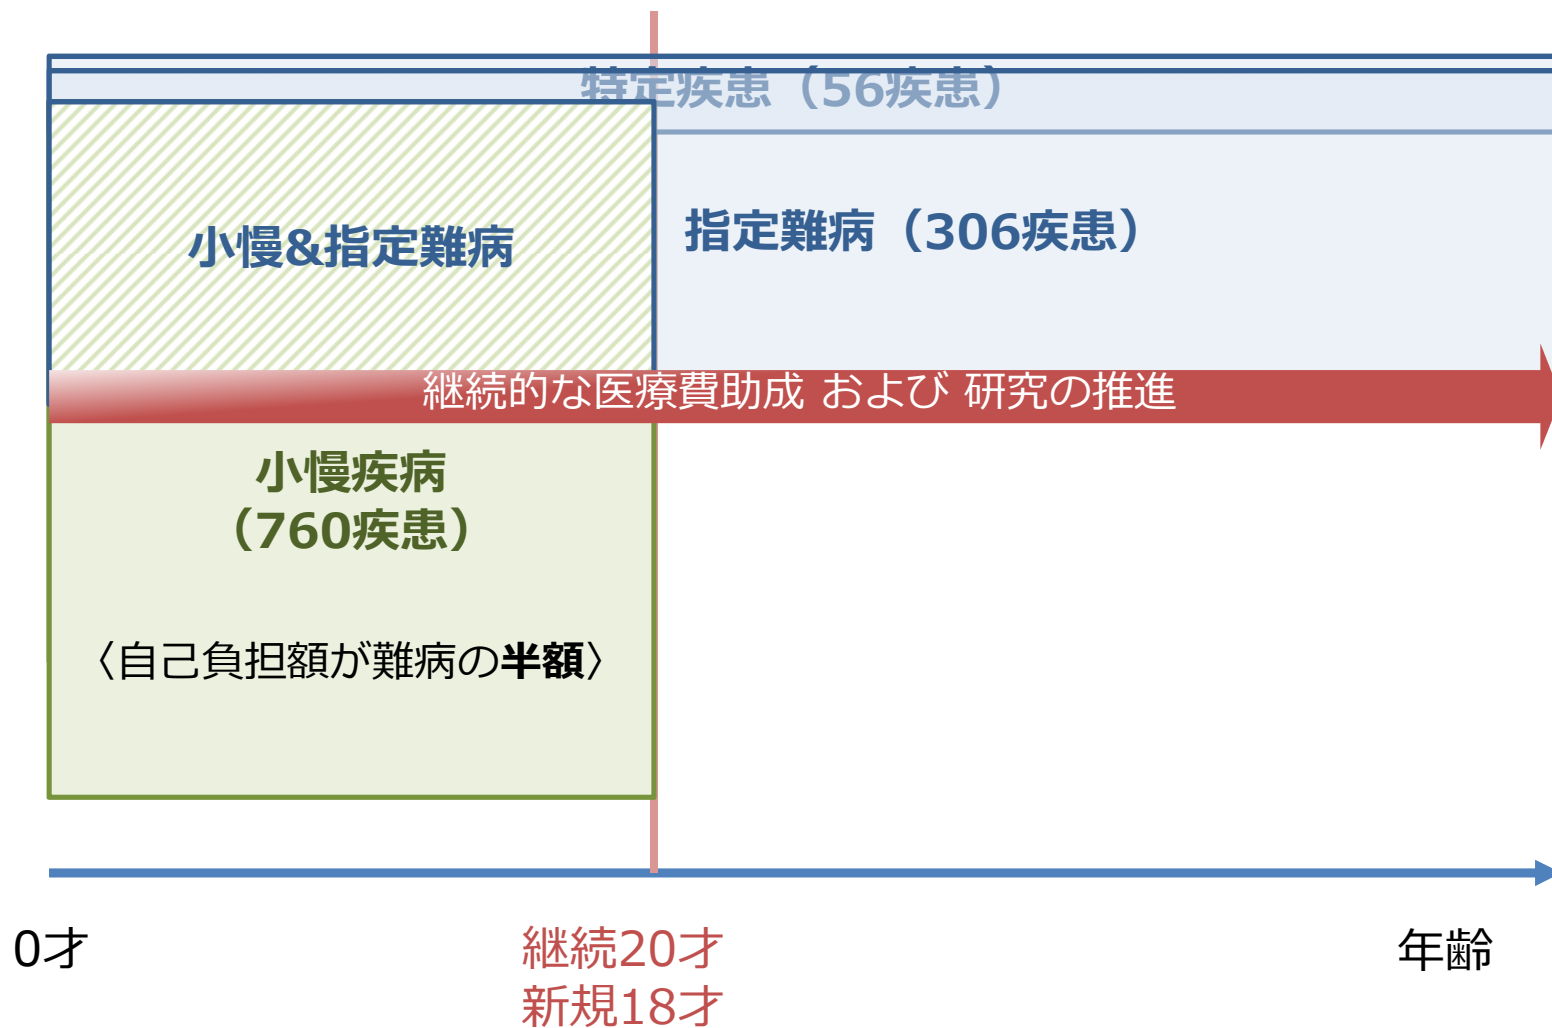 特定疾患（56疾患）
小慢&指定難病
指定難病（306疾患）
継続的な医療費助成 および 研究の推進
小慢疾病
（760疾患）
〈自己負担額が難病の半額〉
0才
継続20才
新規18才
年齢